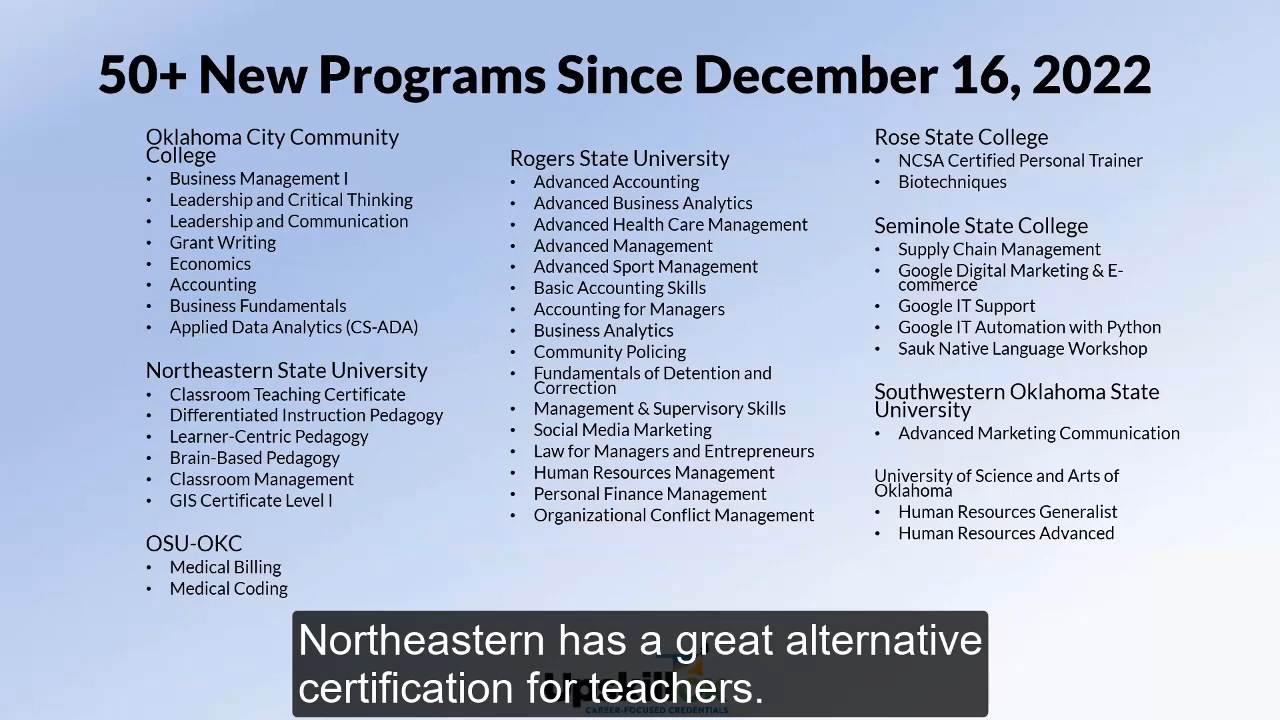 50+ New Programs Since December 16, 2022
Oklahoma City Community
College
• Business Management I
• Leadership and Critical Thinking
• Leadership and Communication
• Grant Writing
• Economics
• Accounting
• Business Fundamentals
• Applied Data Analytics (CS-ADA)
Northeastern State University
• Classroom Teaching Certificate
• Differentiated Instruction Pedagogy
• Learner-Centric Pedagogy
• Brain-Based Pedagogy
• Classroom Management
• GIS Certificate Level I
OSU-OKC
• Medical Billing
• Medical Coding
Rogers State University
• Advanced Accounting
• Advanced Business Analytics
• Advanced Health Care Management
• Advanced Management
• Advanced Sport Management
• Basic Accounting Skills
• Accounting for Managers
• Business Analytics
• Community Policing
• Fundamentals of Detention and
Correction
• Management & Supervisory Skills
• Social Media Marketing
• Law for Managers and Entrepreneurs
• Human Resources Management
• Personal Finance Management
• Organizational Conflict Management
Rose State College
• NCSA Certified Personal Trainer
• Biotechniques
Seminole State College
• Supply Chain Management
• Google Digital Marketing & E-
commerce
• Google IT Support
• Google IT Automation with Python
• Sauk Native Language Workshop
Southwestern Oklahoma State
University
• Advanced Marketing Communication
University of Science and Arts of
Oklahoma
• Human Resources Generalist
• Human Resources Advanced
Northeastern has a great alternative
certification for teachers.
CAREER-FOCUSED CREDENTIALS